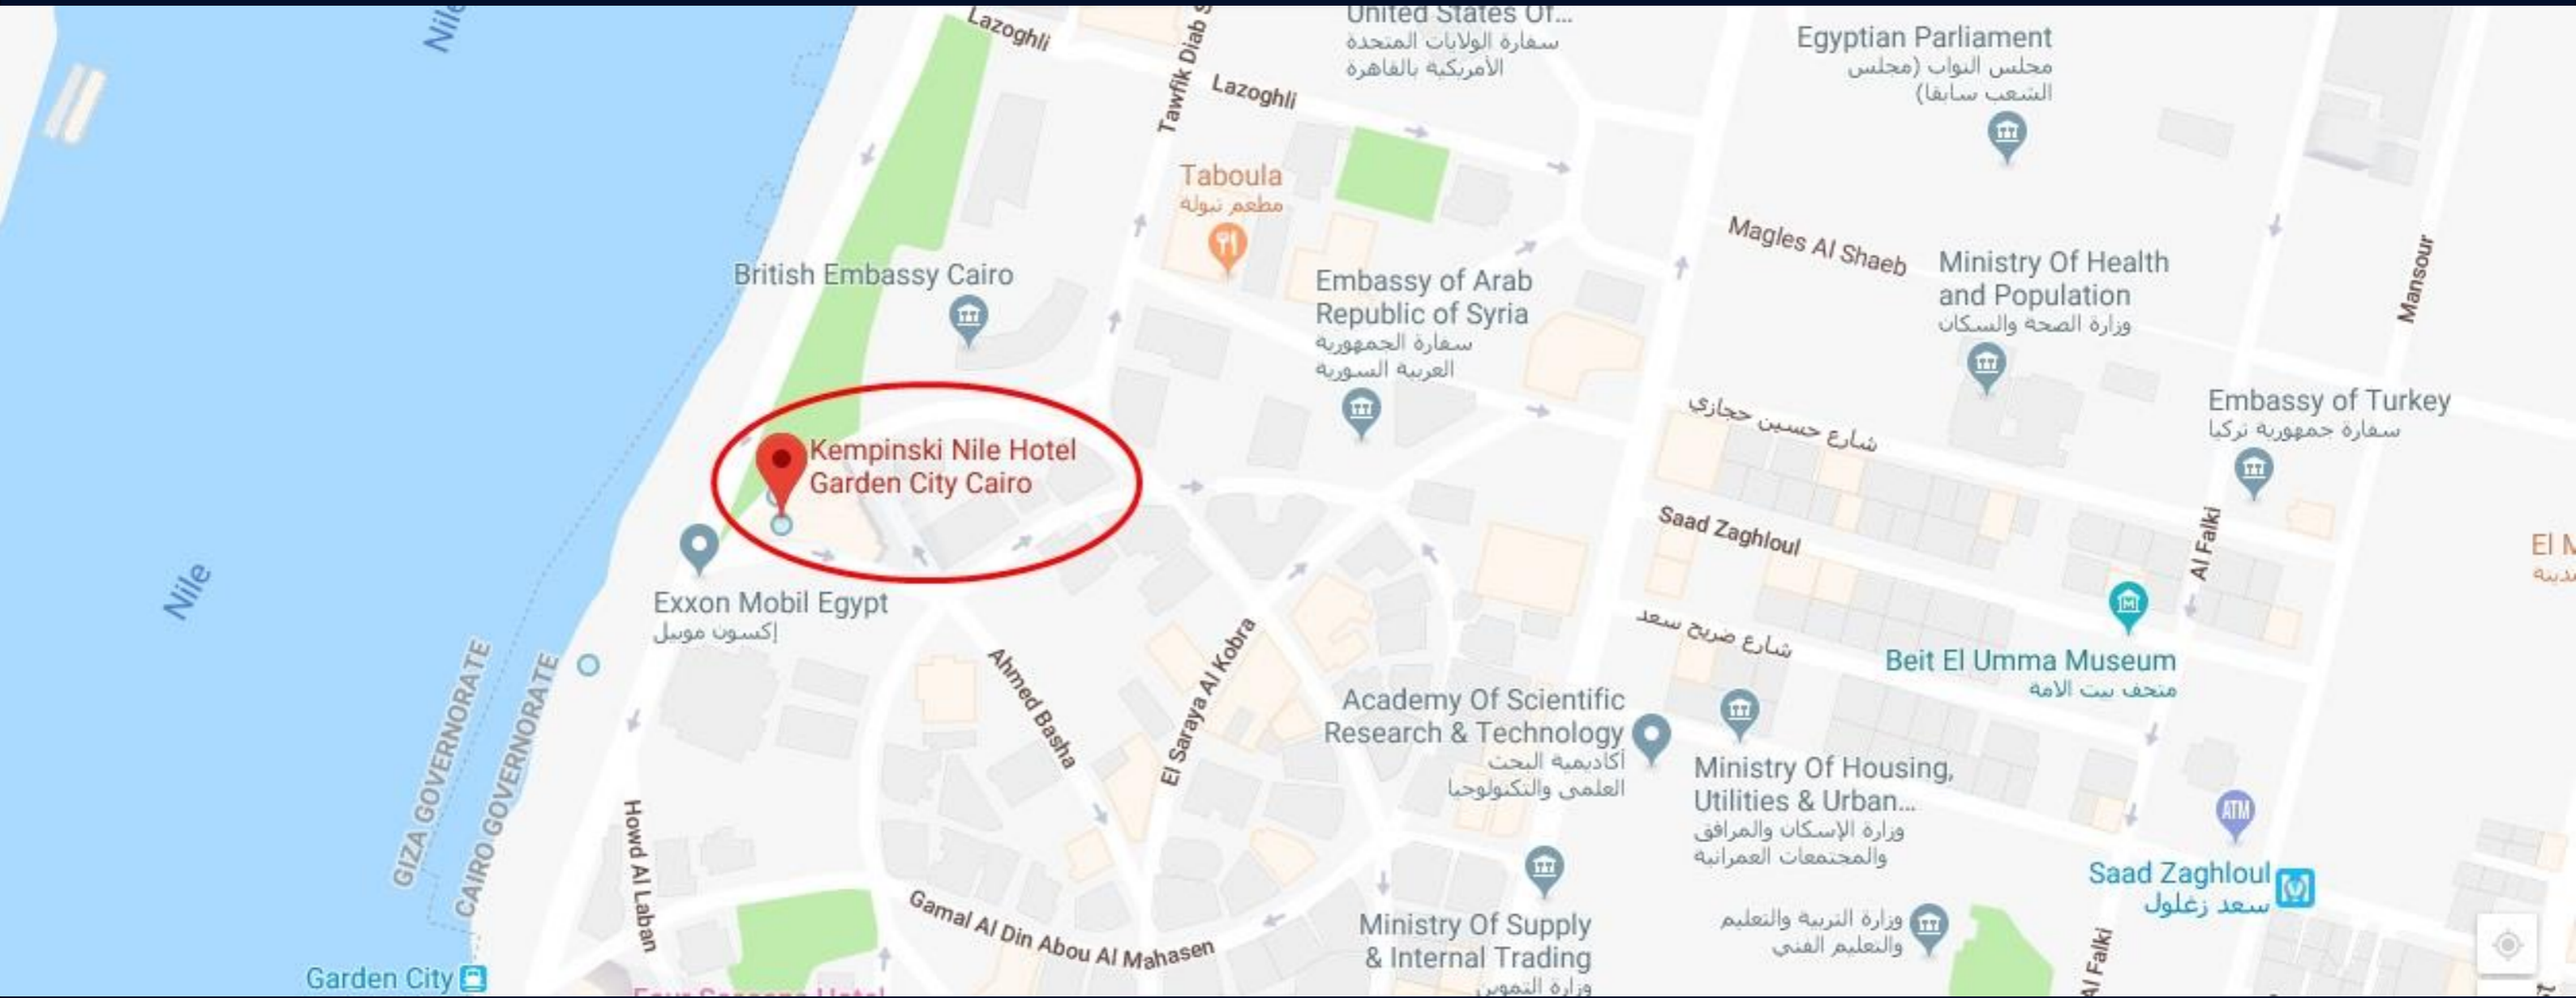 Nile
Lazoghli
Tawfik Diab S
United States Of...
سفارة الولايات المتحدة
الأمريكية بالقاهرة
Egyptian Parliament
مجلس النواب (مجلس
الشعب سابقا)
Lazoghli
Taboula
مطعم تبولة
Magles Al Shaeb
Mansour
British Embassy Cairo
Embassy of Arab
Republic of Syria
سفارة الجمهورية
العربية السورية
Ministry Of Health
and Population
وزارة الصحة والسكان
Embassy of Turkey
سفارة جمهورية تركيا
شارع حسين حجازي
Kempinski Nile Hotel
Garden City Cairo
Saad Zaghloul
Al Falki
El M
Nile
Exxon Mobil Egypt
إكسون موبيل
شارع ضريح سعد
Beit El Umma Museum
متحف بيت الامة
GIZA GOVERNORATE
CAIRO GOVERNORATE
Ahmed Basha
El Saraya Al Kobra
Academy Of Scientific
Research & Technology
أكاديمية البحث
العلمى والتكنولوجيا
Ministry Of Housing,
Utilities & Urban...
وزارة الإسكان والمرافق
والمجتمعات العمرانية
ATM
Howd Al Laban
Saad Zaghloul
سعد زغلول
Gamal Al Din Abou Al Mahasen
Ministry Of Supply
& Internal Trading
وزارة التموين
وزارة التربية والتعليم
والتعليم الفني
Al Falki
Garden City
Four Seasons Hotel